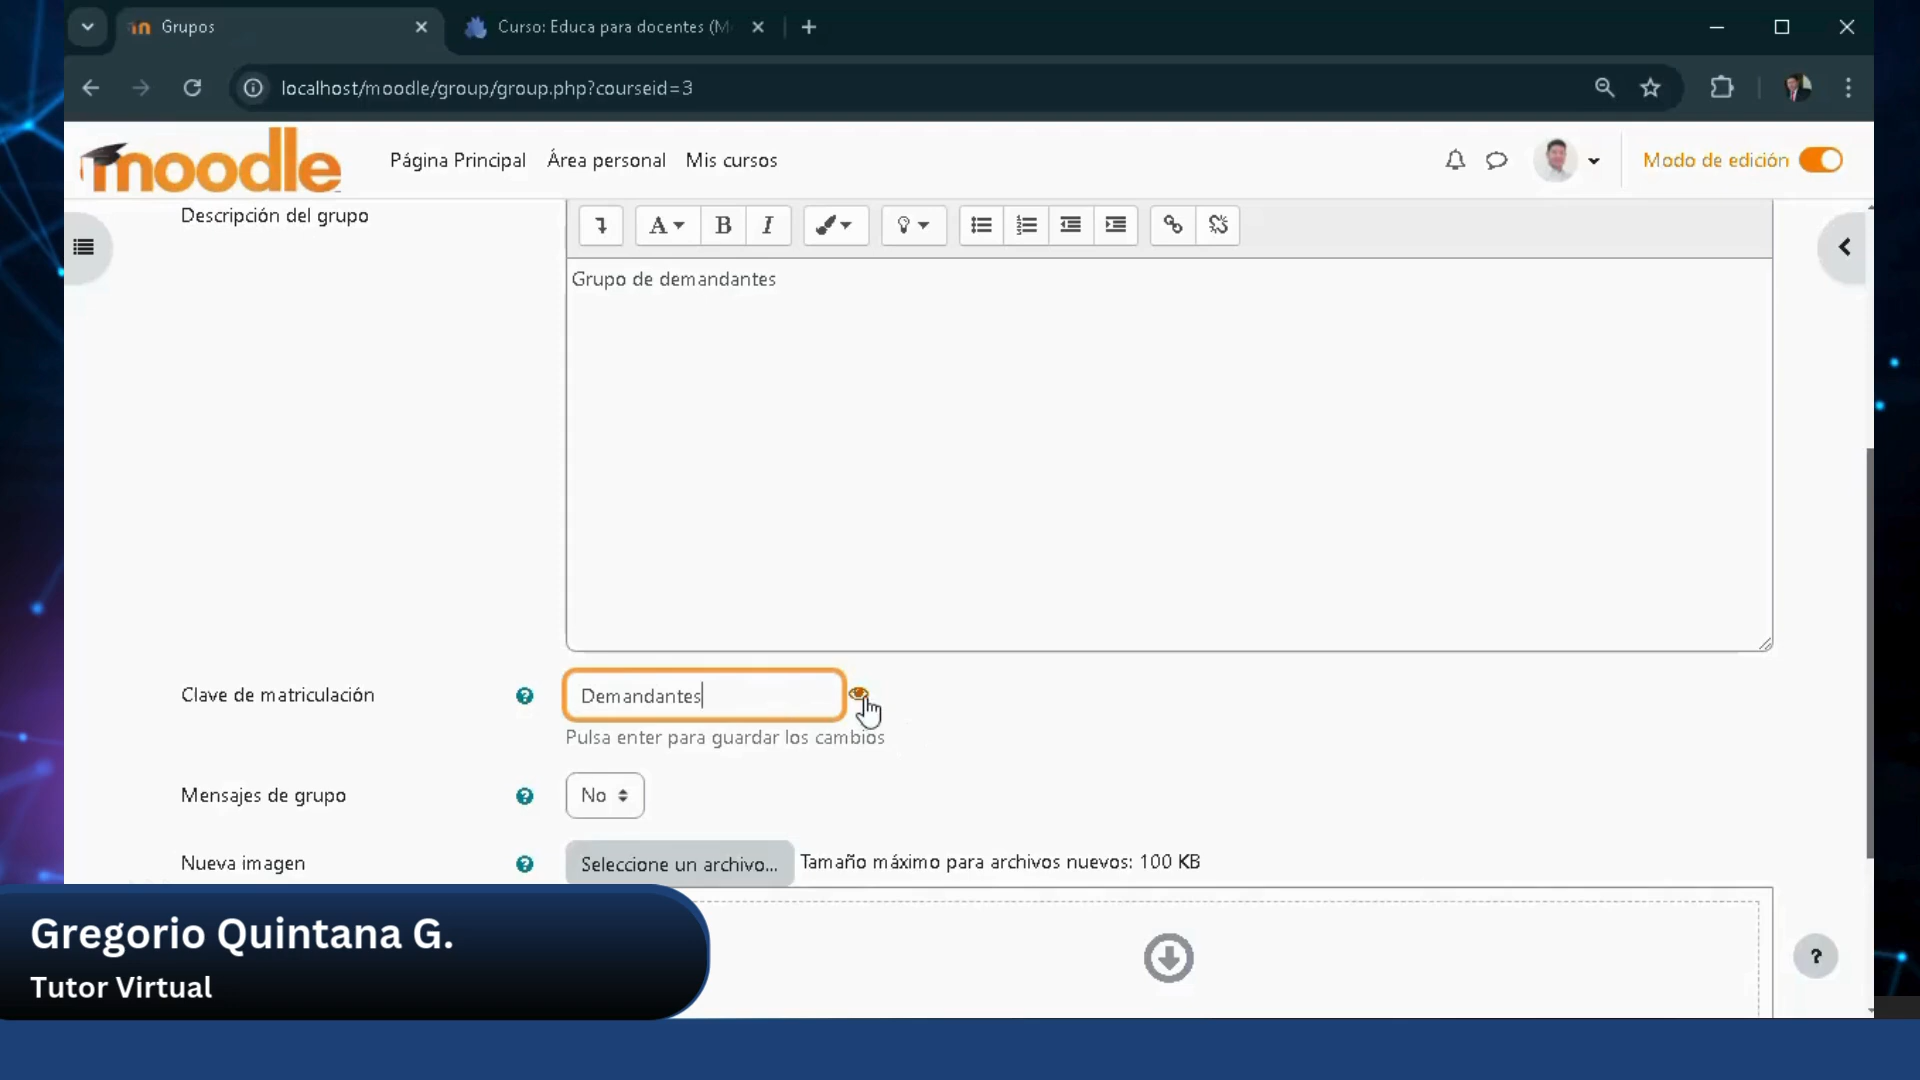 Grupos
Curso: Educa para docentes (M
localhost/moodle/group/group.php?courseid=3
moodle
Página Principal
Área personal
Mis cursos
Modo de edición
Descripción del grupo
A
B
I
Grupo de demandantes
Clave de matriculación
Demandantes
Pulsa enter para guardar los cambios
Mensajes de grupo
No
Nueva imagen
Seleccione un archivo...
Tamaño máximo para archivos nuevos: 100 KB
Gregorio Quintana G.
Tutor Virtual
?